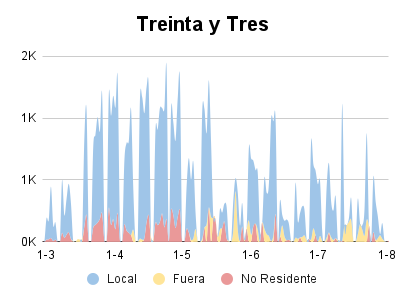 Treinta y Tres
2K
1K
1K
0K
1-3 1-4 1-5 1-6 1-7 1-8
Local Fuera No Residente